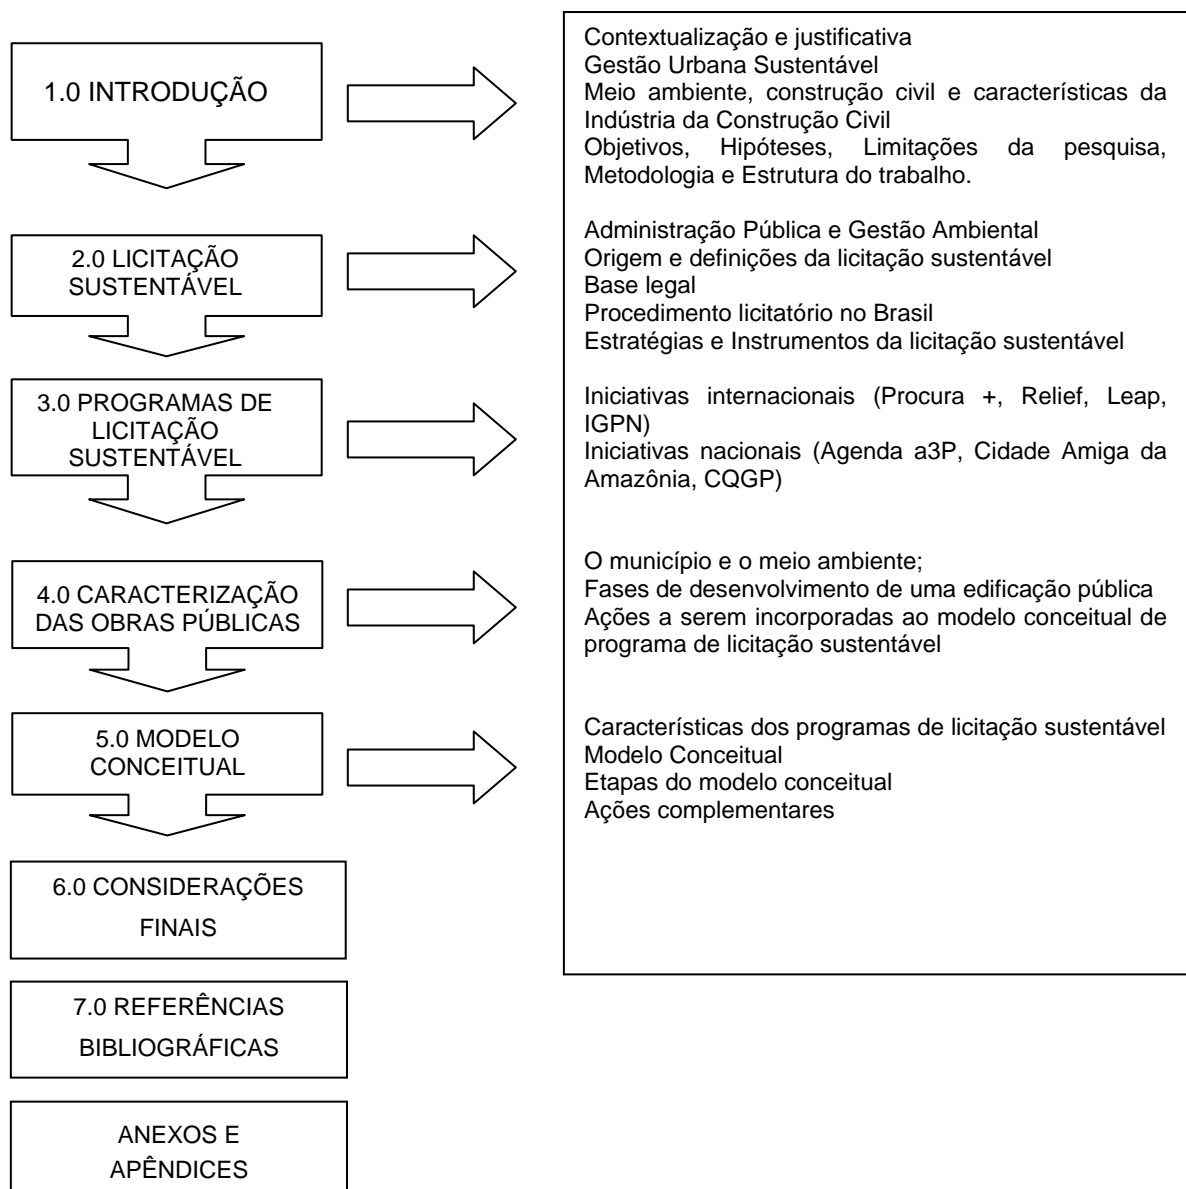 1.0 INTRODUÇÃO
Contextualização e justificativa
Gestão Urbana Sustentável
Meio ambiente, construção civil e características da
Indústria da Construção Civil
Objetivos, Hipóteses, Limitações da pesquisa,
Metodologia e Estrutura do trabalho.
2.0 LICITAÇÃO
SUSTENTÁVEL
Administração Pública e Gestão Ambiental
Origem e definições da licitação sustentável
Base legal
Procedimento licitatório no Brasil
Estratégias e Instrumentos da licitação sustentável
3.0 PROGRAMAS DE
LICITAÇÃO
SUSTENTÁVEL
Iniciativas internacionais (Procura +, Relief, Leap,
IGPN)
Iniciativas nacionais (Agenda a3P, Cidade Amiga da
Amazônia, CQGP)
4.0 CARACTERIZAÇÃO
DAS OBRAS PÚBLICAS
O município e o meio ambiente;
Fases de desenvolvimento de uma edificação pública
Ações a serem incorporadas ao modelo conceitual de
programa de licitação sustentável
5.0 MODELO
CONCEITUAL
Características dos programas de licitação sustentável
Modelo Conceitual
Etapas do modelo conceitual
Ações complementares
6.0 CONSIDERAÇÕES
FINAIS
7.0 REFERÊNCIAS
BIBLIOGRÁFICAS
ANEXOS E
APÊNDICES